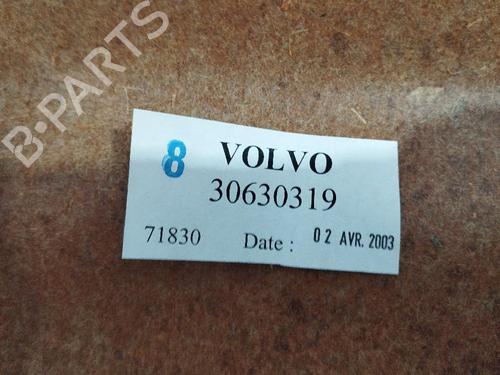 B-PARTS
8 VOLVO
30630319
71830 Date : 02 AVR. 2003